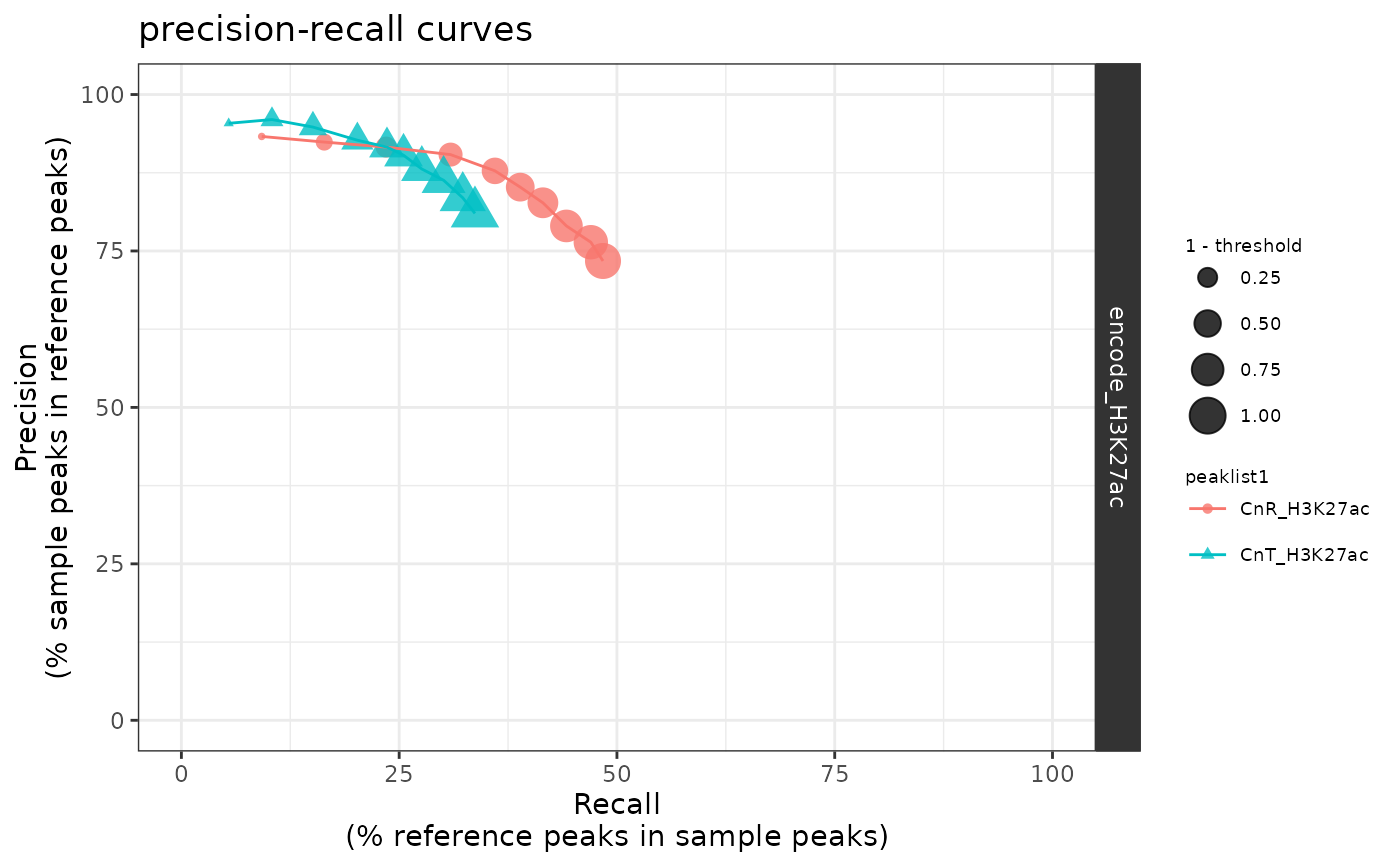 precision-recall curves
Precision
(% sample peaks in reference peaks)
100
75
50
25
0
0 25 50 75 100
Recall
(% reference peaks in sample peaks)
encode_H3K27ac
1 - threshold
0.25
0.50
0.75
1.00
peaklist1
CnR_H3K27ac
CnT_H3K27ac